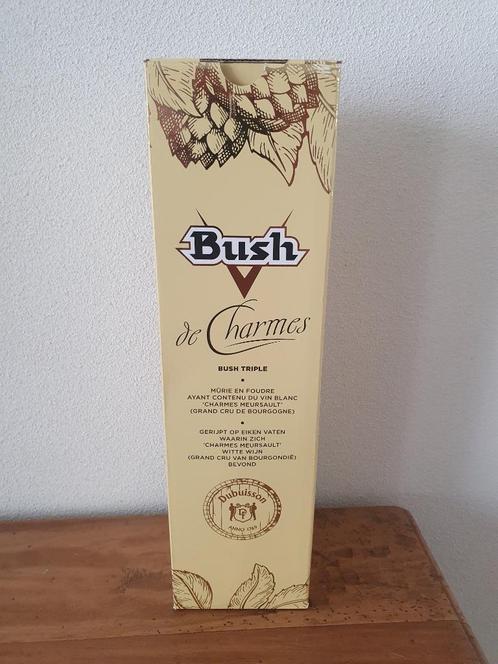 Bush
de Charmes
BUSH TRIPLE
•
MÛRIE EN FOUDRE
AYANT CONTENU DU VIN BLANC
'CHARMES MEURSAULT'
(GRAND CRU DE BOURGOGNE)
•
GERIJPT OP EIKEN VATEN
WAARIN ZICH
'CHARMES MEURSAULT'
WITTE WIJN
(GRAND CRU VAN BOURGONDIË)
BEVOND
Dubuisson
ANNO 1769